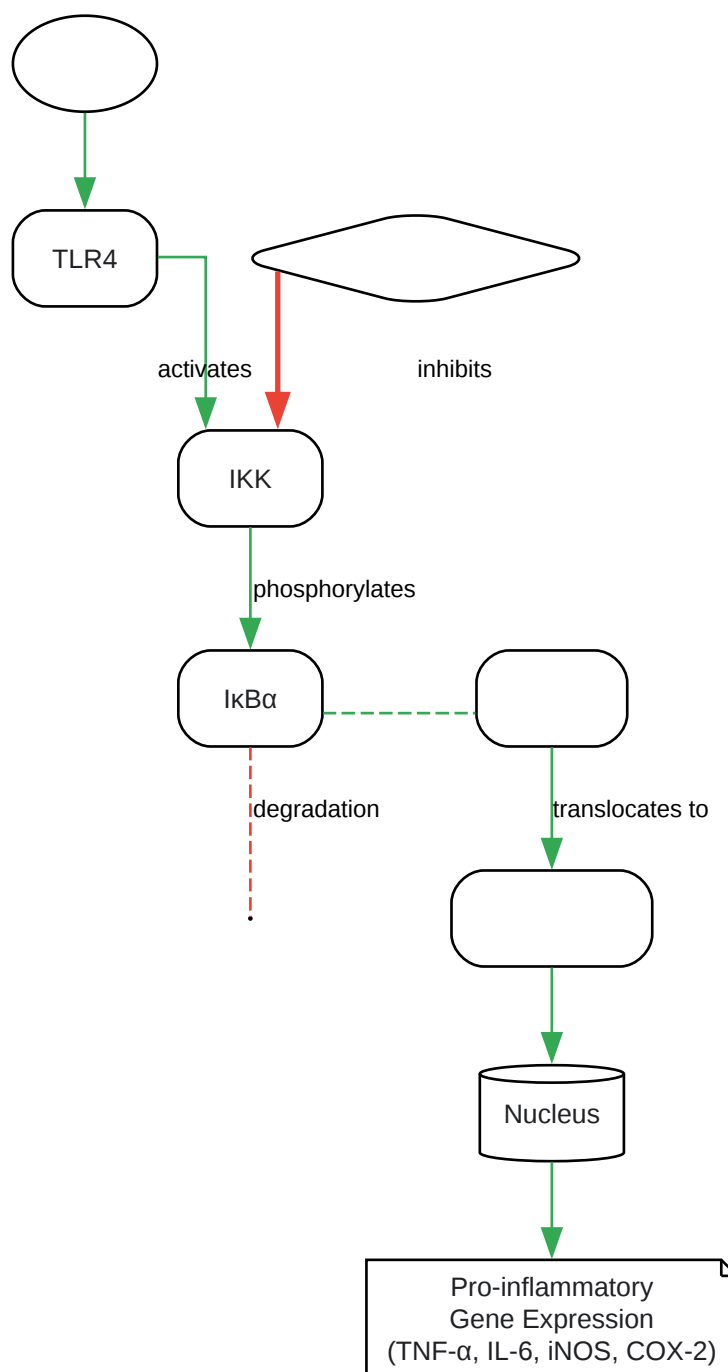 TLR4
activates
inhibits
IKK
phosphorylates
IκBα
degradation
translocates to
Nucleus
Pro-inflammatory
Gene Expression
(TNF-α, IL-6, iNOS, COX-2)